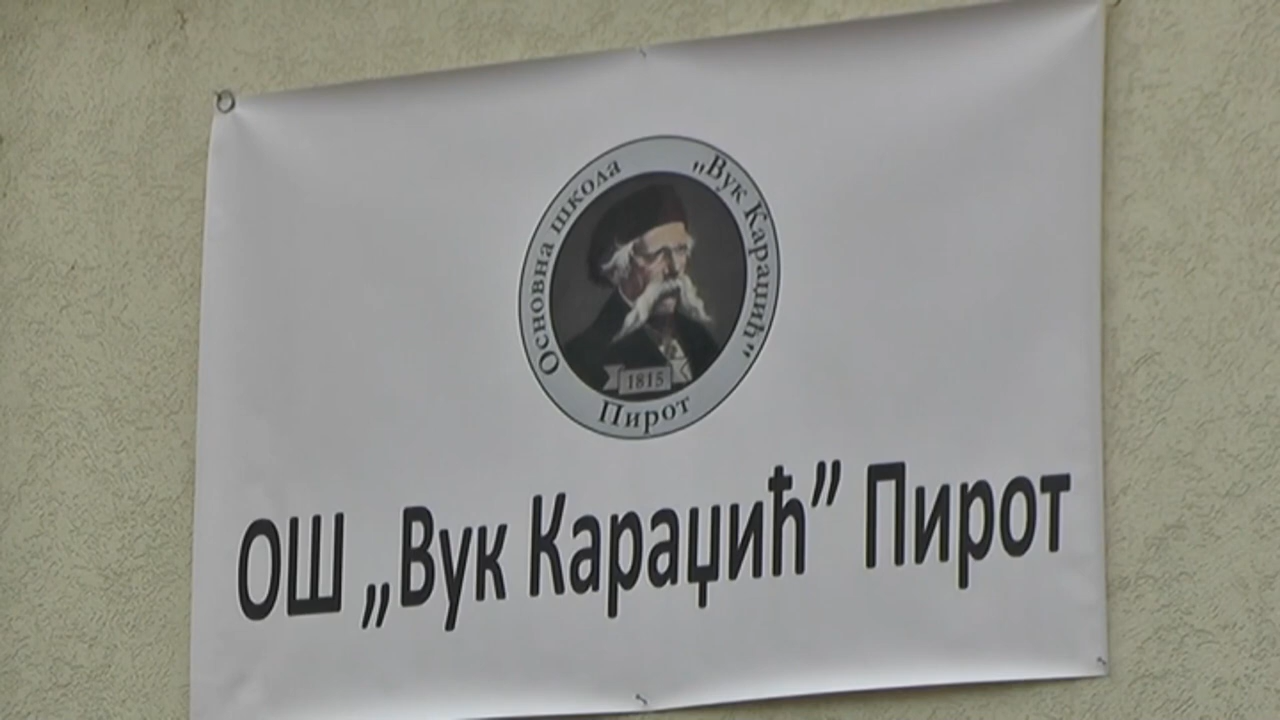 Основна школа
„Вук Караџић“
1815
Пирот
ОШ „Вук Караџић” Пирот